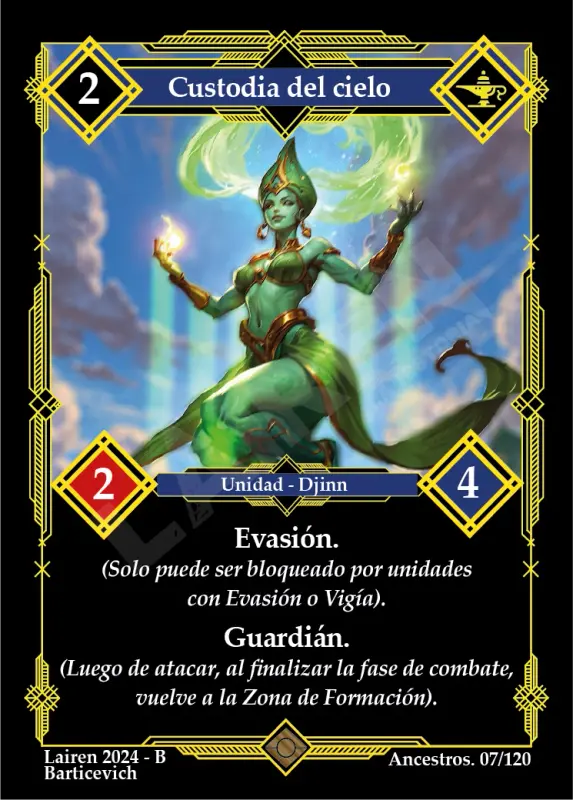 2
Custodia del cielo
2
Unidad - Djinn
4
Evasión.
(Solo puede ser bloqueado por unidades
con Evasión o Vigía).
Guardián.
(Luego de atacar, al finalizar la fase de combate,
vuelve a la Zona de Formación).
Lairen 2024 - B
Barticevich
Ancestros. 07/120